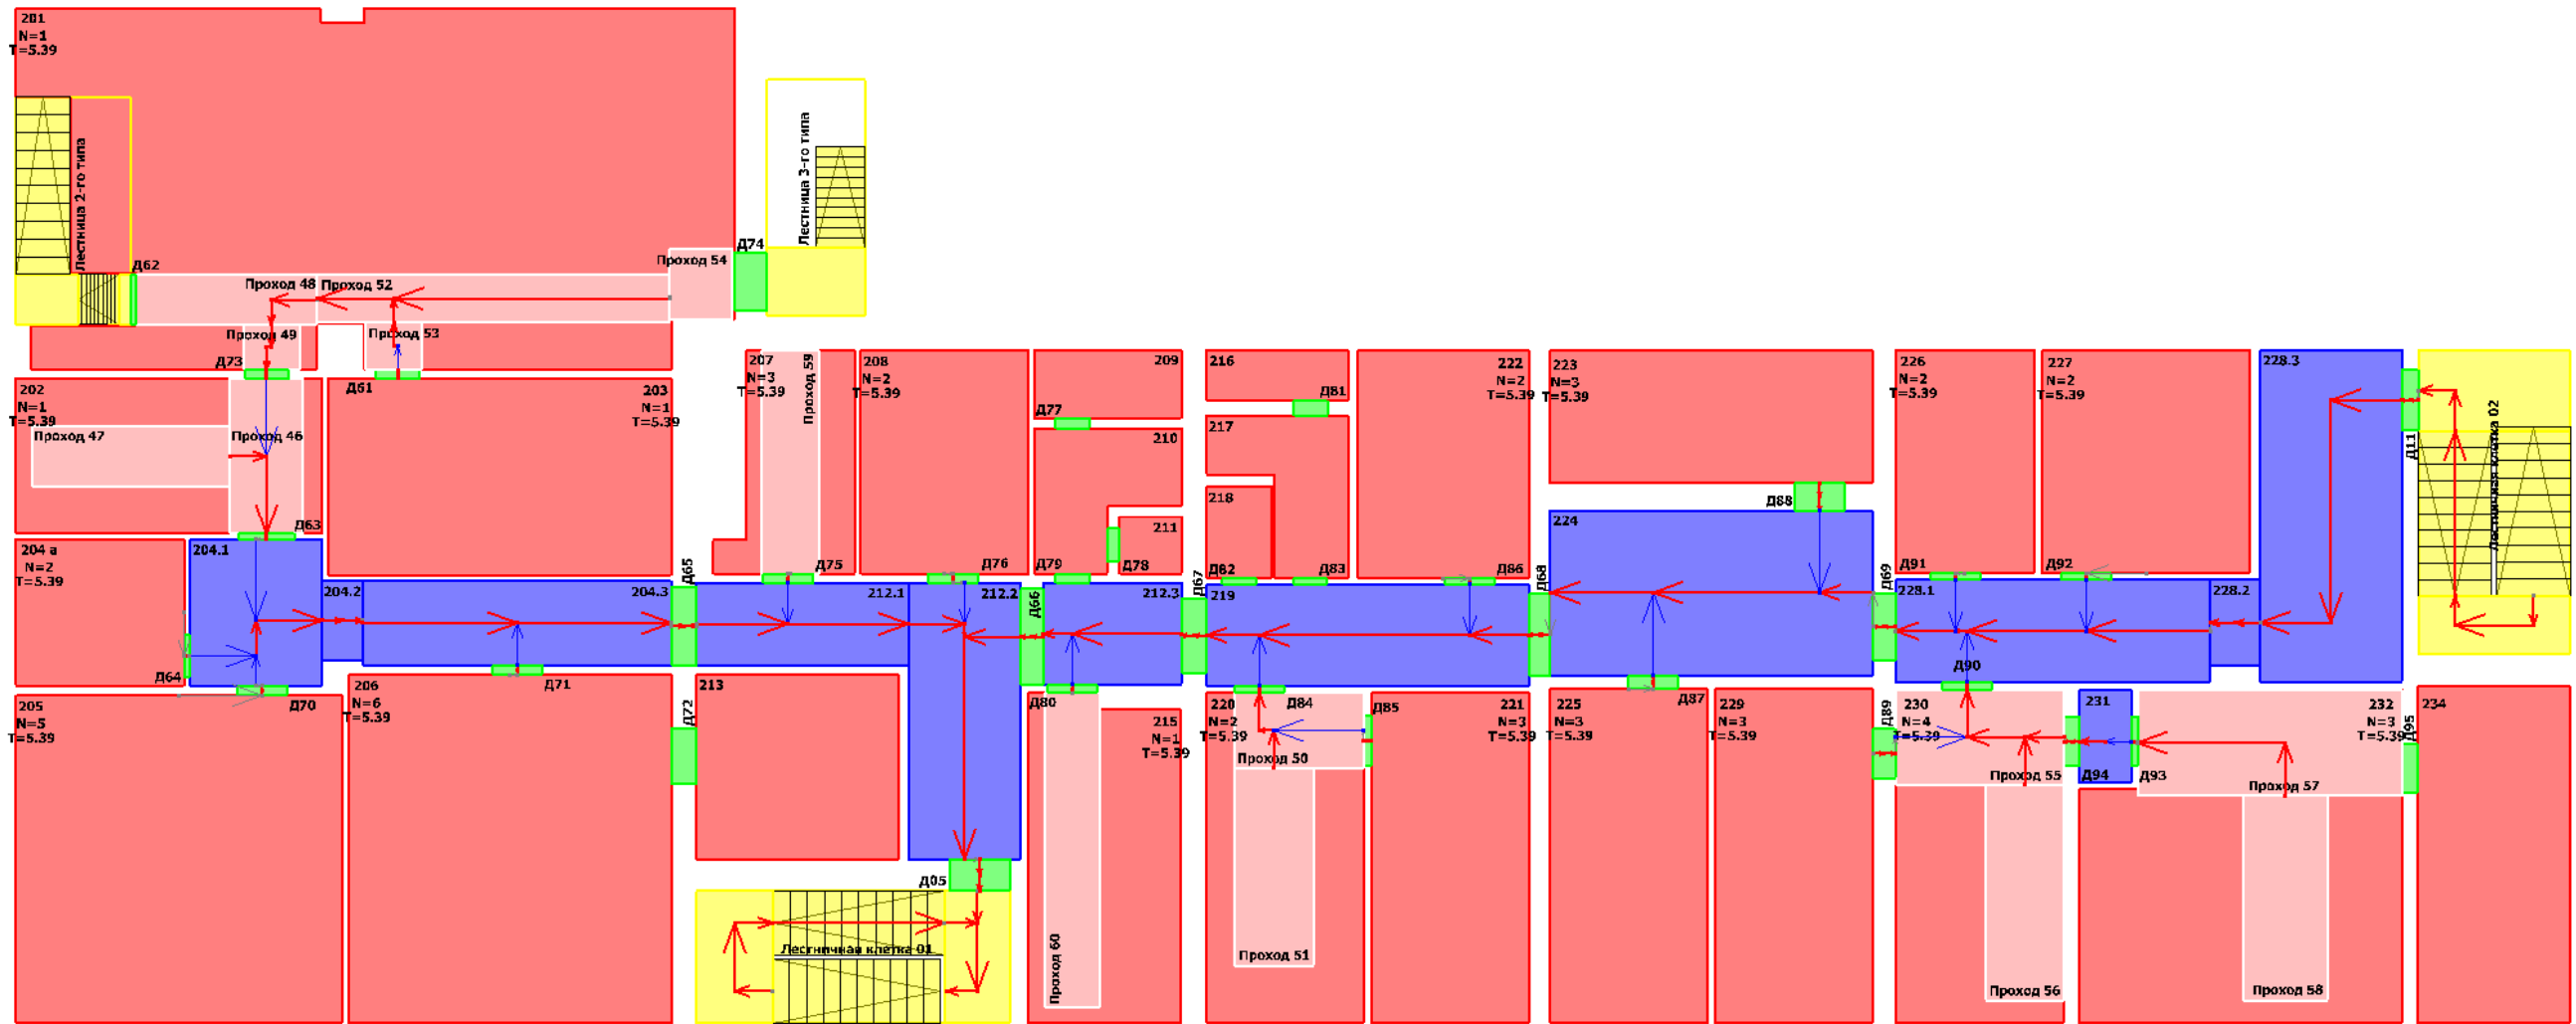 201
N=1
T=5.39
Лестница 2-го типа
Лестница 3-го типа
Д62
Д74
Проход 54
Проход 48
Проход 52
Проход 49
Проход 53
Д73
Д61
202
N=1
T=5.39
Проход 47
Проход 46
Д63
203
N=1
T=5.39
207
N=3
T=5.39
Проход 59
Д75
208
N=2
T=5.39
Д76
209
Д77
210
211
Д79
Д78
216
Д81
217
218
Д82
Д83
222
N=2
T=5.39
Д86
223
N=3
T=5.39
Д88
224
226
N=2
T=5.39
Д91
227
N=2
T=5.39
Д92
228.3
Д11
Лестничная клетка 02
204 а
N=2
T=5.39
Д64
204.1
204.2
204.3
Д65
212.1
212.2
Д66
212.3
Д67
219
Д68
Д69
228.1
228.2
Д90
205
N=5
T=5.39
Д70
206
N=6
T=5.39
Д71
Д72
213
Д05
Лестничная клетка 01
Д80
215
N=1
T=5.39
Проход 60
220
N=2
T=5.39
Д84
Проход 50
Проход 51
Д85
221
N=3
T=5.39
225
N=3
T=5.39
Д87
229
N=3
T=5.39
Д89
230
N=4
T=5.39
Проход 55
Проход 56
231
Д94
Д93
232
N=3
T=5.39
Проход 57
Проход 58
Д95
234